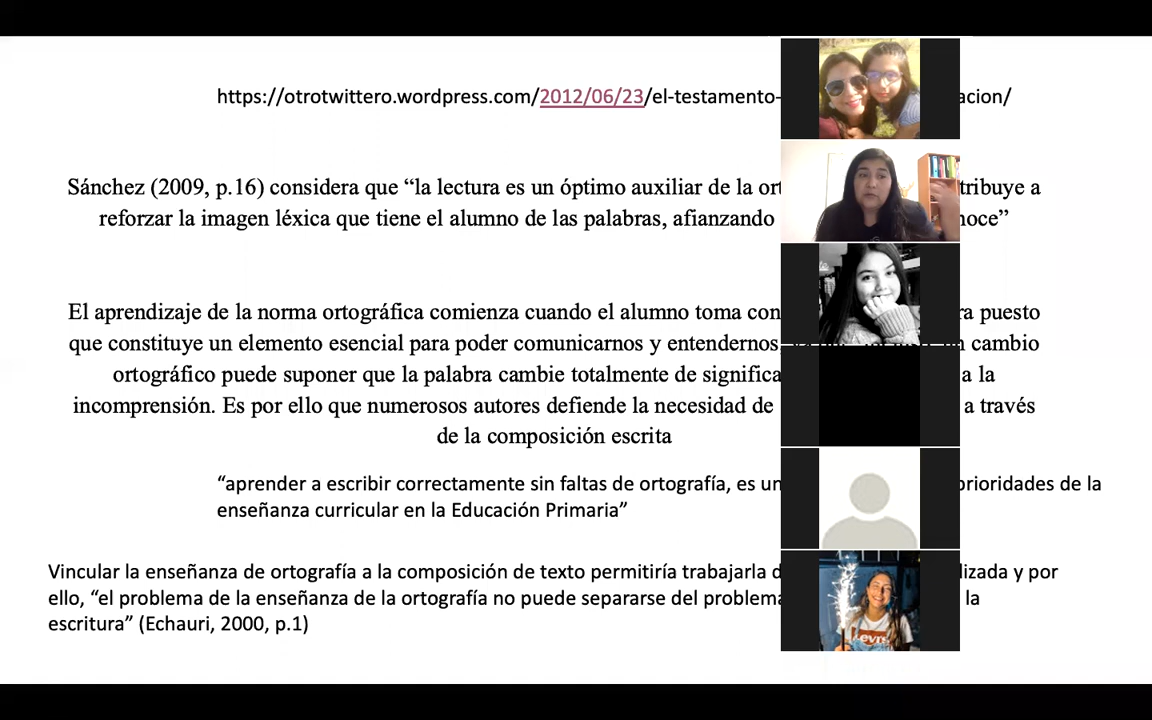 https://otrotwittero.wordpress.com/2012/06/23/el-testamento- acion/
Sánchez (2009, p.16) considera que “la lectura es un óptimo auxiliar de la ort tribuye a
reforzar la imagen léxica que tiene el alumno de las palabras, afianzando noce”
El aprendizaje de la norma ortográfica comienza cuando el alumno toma con ra puesto
que constituye un elemento esencial para poder comunicarnos y entendernos, cambio
ortográfico puede suponer que la palabra cambie totalmente de significa a la
incomprensión. Es por ello que numerosos autores defiende la necesidad de a través
de la composición escrita
“aprender a escribir correctamente sin faltas de ortografía, es un prioridades de la
enseñanza curricular en la Educación Primaria”
Vincular la enseñanza de ortografía a la composición de texto permitiría trabajarla d lizada y por
ello, “el problema de la enseñanza de la ortografía no puede separarse del problema la
escritura” (Echauri, 2000, p.1)
Levi's